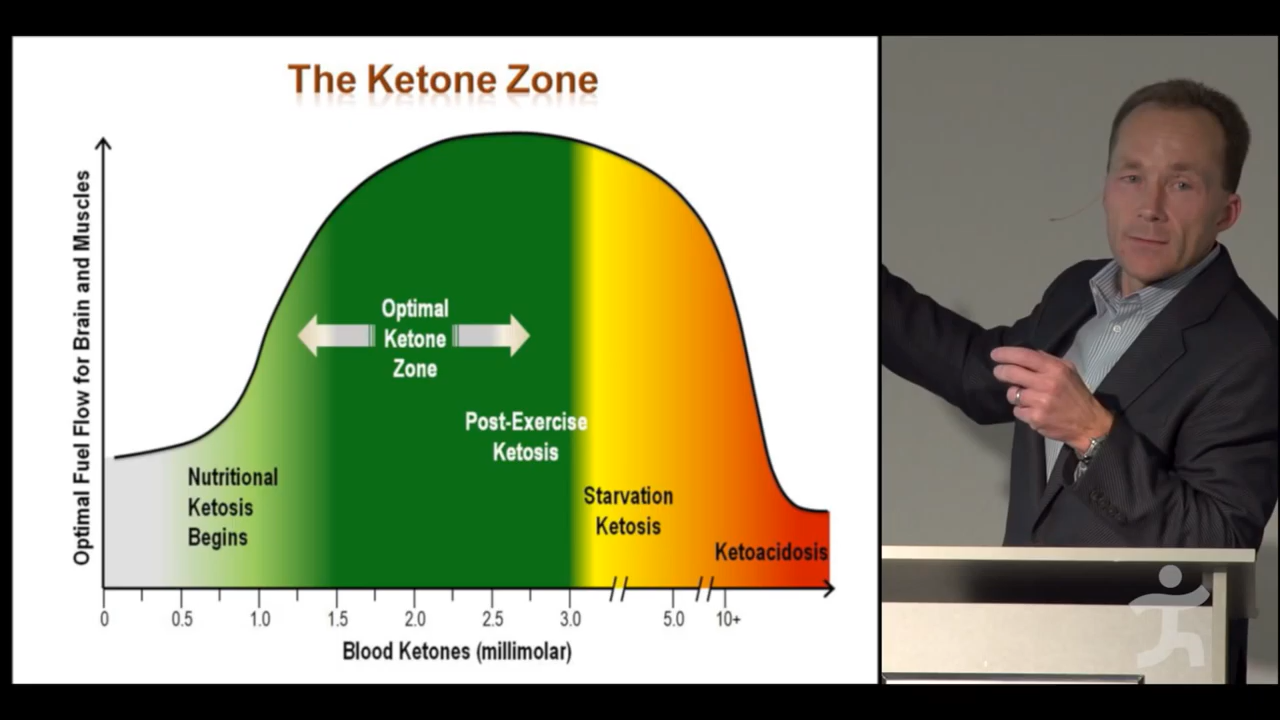 The Ketone Zone
Optimal Fuel Flow for Brain and Muscles
Optimal
Ketone
Zone
Post-Exercise
Ketosis
Nutritional
Ketosis
Begins
Starvation
Ketosis
Ketoacidosis
0 0.5 1.0 1.5 2.0 2.5 3.0 5.0 10+
Blood Ketones (millimolar)